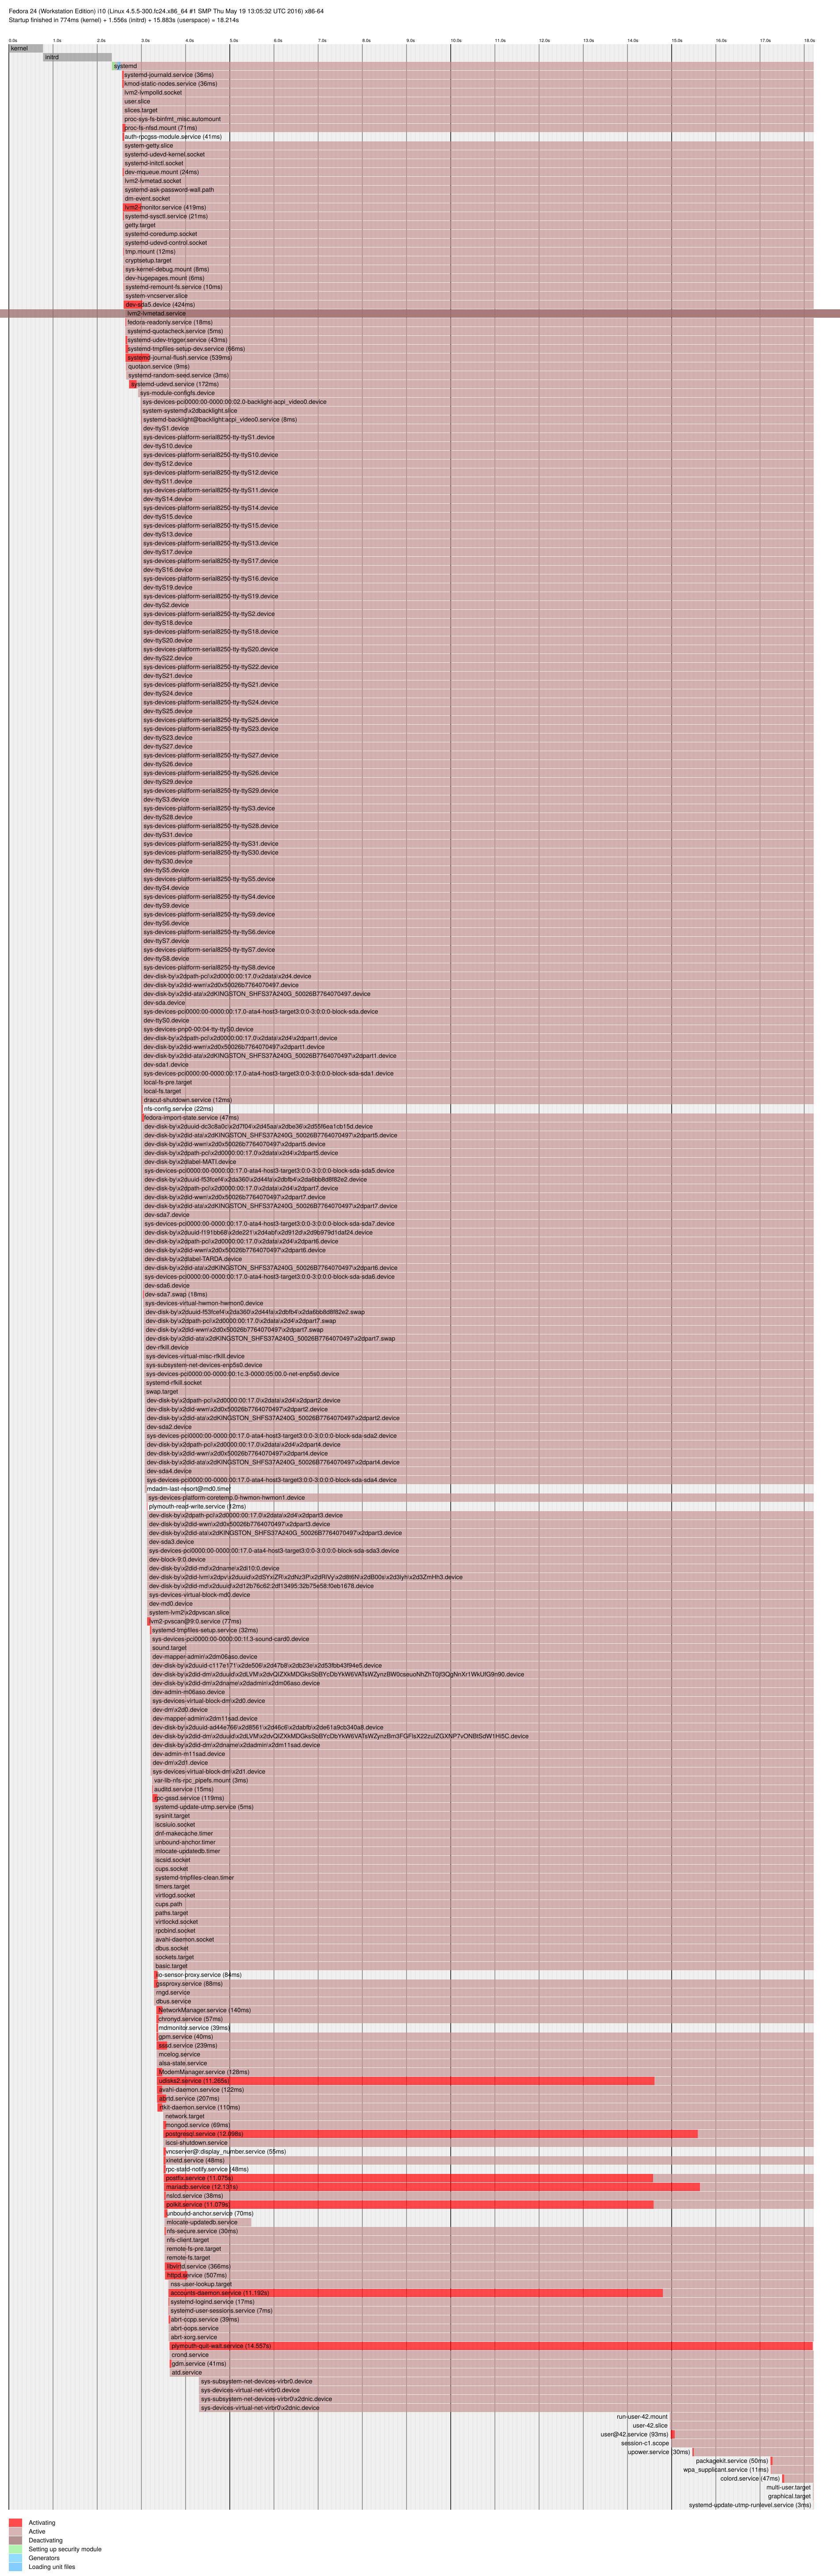 Fedora 24 (Workstation Edition) l10 (Linux 4.5.5-300.fc24.x86_64 #1 SMP Thu May 19 13:05:32 UTC 2016) x86-64
Startup finished in 774ms (kernel) + 1.556s (initrd) + 15.883s (userspace) = 18.214s
0.0s 1.0s 2.0s 3.0s 4.0s 5.0s 6.0s 7.0s 8.0s 9.0s 10.0s 11.0s 12.0s 13.0s 14.0s 15.0s 16.0s 17.0s 18.0s
kernel
initrd
systemd
systemd-journald.service (36ms)
kmod-static-nodes.service (36ms)
lvm2-lvmpolld.socket
user.slice
slices.target
proc-sys-fs-binfmt_misc.automount
proc-fs-nfsd.mount (71ms)
auth-rpcgss-module.service (41ms)
system-getty.slice
systemd-udevd-kernel.socket
systemd-initctl.socket
dev-mqueue.mount (24ms)
lvm2-lvmetad.socket
systemd-ask-password-wall.path
dm-event.socket
lvm2-monitor.service (419ms)
systemd-sysctl.service (21ms)
getty.target
systemd-coredump.socket
systemd-udevd-control.socket
tmp.mount (12ms)
cryptsetup.target
sys-kernel-debug.mount (8ms)
dev-hugepages.mount (6ms)
systemd-remount-fs.service (10ms)
system-vncserver.slice
dev-sda5.device (424ms)
lvm2-lvmetad.service
fedora-readonly.service (18ms)
systemd-quotacheck.service (5ms)
systemd-udev-trigger.service (43ms)
systemd-tmpfiles-setup-dev.service (66ms)
systemd-journal-flush.service (539ms)
quotaon.service (9ms)
systemd-random-seed.service (3ms)
systemd-udevd.service (172ms)
sys-module-configfs.device
sys-devices-pci0000:00-0000:00:02.0-backlight-acpi_video0.device
system-systemd\x2dbacklight.slice
systemd-backlight@backlight:acpi_video0.service (8ms)
dev-ttyS1.device
sys-devices-platform-serial8250-tty-ttyS1.device
dev-ttyS10.device
sys-devices-platform-serial8250-tty-ttyS10.device
dev-ttyS12.device
sys-devices-platform-serial8250-tty-ttyS12.device
dev-ttyS11.device
sys-devices-platform-serial8250-tty-ttyS11.device
dev-ttyS14.device
sys-devices-platform-serial8250-tty-ttyS14.device
dev-ttyS15.device
sys-devices-platform-serial8250-tty-ttyS15.device
dev-ttyS13.device
sys-devices-platform-serial8250-tty-ttyS13.device
dev-ttyS17.device
sys-devices-platform-serial8250-tty-ttyS17.device
dev-ttyS16.device
sys-devices-platform-serial8250-tty-ttyS16.device
dev-ttyS19.device
sys-devices-platform-serial8250-tty-ttyS19.device
dev-ttyS2.device
sys-devices-platform-serial8250-tty-ttyS2.device
dev-ttyS18.device
sys-devices-platform-serial8250-tty-ttyS18.device
dev-ttyS20.device
sys-devices-platform-serial8250-tty-ttyS20.device
dev-ttyS22.device
sys-devices-platform-serial8250-tty-ttyS22.device
dev-ttyS21.device
sys-devices-platform-serial8250-tty-ttyS21.device
dev-ttyS24.device
sys-devices-platform-serial8250-tty-ttyS24.device
dev-ttyS25.device
sys-devices-platform-serial8250-tty-ttyS25.device
sys-devices-platform-serial8250-tty-ttyS23.device
dev-ttyS23.device
dev-ttyS27.device
sys-devices-platform-serial8250-tty-ttyS27.device
dev-ttyS26.device
sys-devices-platform-serial8250-tty-ttyS26.device
dev-ttyS29.device
sys-devices-platform-serial8250-tty-ttyS29.device
dev-ttyS3.device
sys-devices-platform-serial8250-tty-ttyS3.device
dev-ttyS28.device
sys-devices-platform-serial8250-tty-ttyS28.device
dev-ttyS31.device
sys-devices-platform-serial8250-tty-ttyS31.device
sys-devices-platform-serial8250-tty-ttyS30.device
dev-ttyS30.device
dev-ttyS5.device
sys-devices-platform-serial8250-tty-ttyS5.device
dev-ttyS4.device
sys-devices-platform-serial8250-tty-ttyS4.device
dev-ttyS9.device
sys-devices-platform-serial8250-tty-ttyS9.device
dev-ttyS6.device
sys-devices-platform-serial8250-tty-ttyS6.device
dev-ttyS7.device
sys-devices-platform-serial8250-tty-ttyS7.device
dev-ttyS8.device
sys-devices-platform-serial8250-tty-ttyS8.device
dev-disk-by\x2dpath-pci\x2d0000:00:17.0\x2data\x2d4.device
dev-disk-by\x2did-wwn\x2d0x50026b7764070497.device
dev-disk-by\x2did-ata\x2dKINGSTON_SHFS37A240G_50026B7764070497.device
dev-sda.device
sys-devices-pci0000:00-0000:00:17.0-ata4-host3-target3:0:0-3:0:0:0-block-sda.device
dev-ttyS0.device
sys-devices-pnp0-00:04-tty-ttyS0.device
dev-disk-by\x2dpath-pci\x2d0000:00:17.0\x2data\x2d4\x2dpart1.device
dev-disk-by\x2did-wwn\x2d0x50026b7764070497\x2dpart1.device
dev-disk-by\x2did-ata\x2dKINGSTON_SHFS37A240G_50026B7764070497\x2dpart1.device
dev-sda1.device
sys-devices-pci0000:00-0000:00:17.0-ata4-host3-target3:0:0-3:0:0:0-block-sda-sda1.device
local-fs-pre.target
local-fs.target
dracut-shutdown.service (12ms)
nfs-config.service (22ms)
fedora-import-state.service (47ms)
dev-disk-by\x2duuid-dc3c8a0c\x2d7f04\x2d45aa\x2dbe36\x2d55f6ea1cb15d.device
dev-disk-by\x2did-ata\x2dKINGSTON_SHFS37A240G_50026B7764070497\x2dpart5.device
dev-disk-by\x2did-wwn\x2d0x50026b7764070497\x2dpart5.device
dev-disk-by\x2dpath-pci\x2d0000:00:17.0\x2data\x2d4\x2dpart5.device
dev-disk-by\x2dlabel-MATI.device
sys-devices-pci0000:00-0000:00:17.0-ata4-host3-target3:0:0-3:0:0:0-block-sda-sda5.device
dev-disk-by\x2duuid-f53fcef4\x2da360\x2d44fa\x2dbfb4\x2da6bb8d8f82e2.device
dev-disk-by\x2dpath-pci\x2d0000:00:17.0\x2data\x2d4\x2dpart7.device
dev-disk-by\x2did-wwn\x2d0x50026b7764070497\x2dpart7.device
dev-disk-by\x2did-ata\x2dKINGSTON_SHFS37A240G_50026B7764070497\x2dpart7.device
dev-sda7.device
sys-devices-pci0000:00-0000:00:17.0-ata4-host3-target3:0:0-3:0:0:0-block-sda-sda7.device
dev-disk-by\x2duuid-f191bb68\x2de221\x2d4abf\x2d912d\x2d9b979d1daf24.device
dev-disk-by\x2dpath-pci\x2d0000:00:17.0\x2data\x2d4\x2dpart6.device
dev-disk-by\x2did-wwn\x2d0x50026b7764070497\x2dpart6.device
dev-disk-by\x2dlabel-TARDA.device
dev-disk-by\x2did-ata\x2dKINGSTON_SHFS37A240G_50026B7764070497\x2dpart6.device
sys-devices-pci0000:00-0000:00:17.0-ata4-host3-target3:0:0-3:0:0:0-block-sda-sda6.device
dev-sda6.device
dev-sda7.swap (18ms)
sys-devices-virtual-hwmon-hwmon0.device
dev-disk-by\x2duuid-f53fcef4\x2da360\x2d44fa\x2dbfb4\x2da6bb8d8f82e2.swap
dev-disk-by\x2dpath-pci\x2d0000:00:17.0\x2data\x2d4\x2dpart7.swap
dev-disk-by\x2did-wwn\x2d0x50026b7764070497\x2dpart7.swap
dev-disk-by\x2did-ata\x2dKINGSTON_SHFS37A240G_50026B7764070497\x2dpart7.swap
dev-rfkill.device
sys-devices-virtual-misc-rfkill.device
sys-subsystem-net-devices-enp5s0.device
sys-devices-pci0000:00-0000:00:1c.3-0000:05:00.0-net-enp5s0.device
systemd-rfkill.socket
swap.target
dev-disk-by\x2dpath-pci\x2d0000:00:17.0\x2data\x2d4\x2dpart2.device
dev-disk-by\x2did-wwn\x2d0x50026b7764070497\x2dpart2.device
dev-disk-by\x2did-ata\x2dKINGSTON_SHFS37A240G_50026B7764070497\x2dpart2.device
dev-sda2.device
sys-devices-pci0000:00-0000:00:17.0-ata4-host3-target3:0:0-3:0:0:0-block-sda-sda2.device
dev-disk-by\x2dpath-pci\x2d0000:00:17.0\x2data\x2d4\x2dpart4.device
dev-disk-by\x2did-wwn\x2d0x50026b7764070497\x2dpart4.device
dev-disk-by\x2did-ata\x2dKINGSTON_SHFS37A240G_50026B7764070497\x2dpart4.device
dev-sda4.device
sys-devices-pci0000:00-0000:00:17.0-ata4-host3-target3:0:0-3:0:0:0-block-sda-sda4.device
mdadm-last-resort@md0.timer
sys-devices-platform-coretemp.0-hwmon-hwmon1.device
plymouth-read-write.service (12ms)
dev-disk-by\x2dpath-pci\x2d0000:00:17.0\x2data\x2d4\x2dpart3.device
dev-disk-by\x2did-wwn\x2d0x50026b7764070497\x2dpart3.device
dev-disk-by\x2did-ata\x2dKINGSTON_SHFS37A240G_50026B7764070497\x2dpart3.device
dev-sda3.device
sys-devices-pci0000:00-0000:00:17.0-ata4-host3-target3:0:0-3:0:0:0-block-sda-sda3.device
dev-block-9:0.device
dev-disk-by\x2did-md\x2dname\x2dl10:0.device
dev-disk-by\x2did-md\x2duuid\x2d12b76c62:2df13495:32b75e58:f0eb1678.device
sys-devices-virtual-block-md0.device
dev-md0.device
system-lvm2\x2dpvscan.slice
lvm2-pvscan@9:0.service (77ms)
systemd-tmpfiles-setup.service (32ms)
sys-devices-pci0000:00-0000:00:1f.3-sound-card0.device
sound.target
dev-mapper-admin\x2dm06aso.device
dev-disk-by\x2duuid-c117e171\x2de506\x2d47b8\x2db23e\x2d53fbb43f94e5.device
dev-disk-by\x2did-dm\x2dname\x2dadmin\x2dm06aso.device
dev-admin-m06aso.device
sys-devices-virtual-block-dm\x2d0.device
dev-dm\x2d0.device
dev-mapper-admin\x2dm11sad.device
dev-disk-by\x2duuid-ad44e766\x2d8561\x2d46c6\x2dabfb\x2de61a9cb340a8.device
dev-disk-by\x2did-dm\x2dname\x2dadmin\x2dm11sad.device
dev-admin-m11sad.device
dev-dm\x2d1.device
sys-devices-virtual-block-dm\x2d1.device
var-lib-nfs-rpc_pipefs.mount (3ms)
auditd.service (15ms)
rpc-gssd.service (119ms)
systemd-update-utmp.service (5ms)
sysinit.target
iscsiuio.socket
dnf-makecache.timer
unbound-anchor.timer
mlocate-updatedb.timer
iscsid.socket
cups.socket
systemd-tmpfiles-clean.timer
timers.target
virtlogd.socket
cups.path
paths.target
virtlockd.socket
rpcbind.socket
avahi-daemon.socket
dbus.socket
sockets.target
basic.target
iio-sensor-proxy.service (84ms)
gssproxy.service (88ms)
rngd.service
dbus.service
NetworkManager.service (140ms)
chronyd.service (57ms)
mdmonitor.service (39ms)
gpm.service (40ms)
sssd.service (239ms)
mcelog.service
alsa-state.service
ModemManager.service (128ms)
udisks2.service (11.265s)
avahi-daemon.service (122ms)
abrtd.service (207ms)
rtkit-daemon.service (110ms)
network.target
mongod.service (69ms)
postgresql.service (12.098s)
iscsi-shutdown.service
vncserver@:display_number.service (55ms)
xinetd.service (48ms)
rpc-statd-notify.service (48ms)
postfix.service (11.075s)
mariadb.service (12.131s)
nslcd.service (38ms)
polkit.service (11.079s)
unbound-anchor.service (70ms)
mlocate-updatedb.service
nfs-secure.service (30ms)
nfs-client.target
remote-fs-pre.target
remote-fs.target
libvirtd.service (366ms)
httpd.service (507ms)
nss-user-lookup.target
accounts-daemon.service (11.192s)
systemd-logind.service (17ms)
systemd-user-sessions.service (7ms)
abrt-ccpp.service (39ms)
abrt-oops.service
abrt-xorg.service
plymouth-quit-wait.service (14.557s)
crond.service
gdm.service (41ms)
atd.service
sys-subsystem-net-devices-virbr0.device
sys-devices-virtual-net-virbr0.device
sys-subsystem-net-devices-virbr0\x2dnic.device
sys-devices-virtual-net-virbr0\x2dnic.device
run-user-42.mount
user-42.slice
user@42.service (93ms)
session-c1.scope
upower.service (30ms)
packagekit.service (50ms)
wpa_supplicant.service (11ms)
colord.service (47ms)
multi-user.target
graphical.target
systemd-update-utmp-runlevel.service (3ms)
Activating
Active
Deactivating
Setting up security module
Generators
Loading unit files